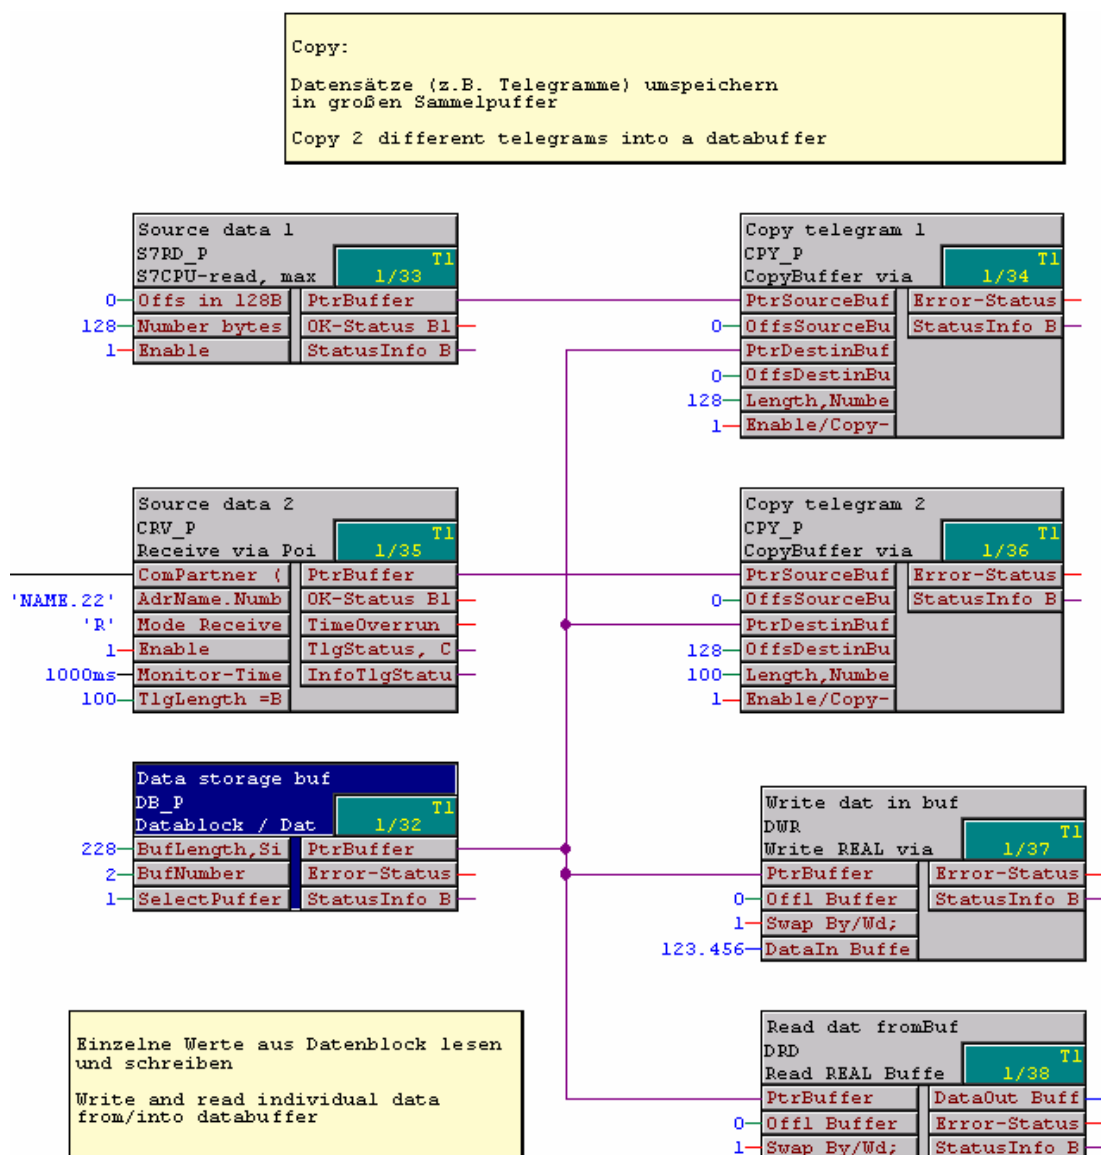 Copy:
Datensätze (z.B. Telegramme) umspeichern
in großen Sammelpuffer
Copy 2 different telegrams into a databuffer
Source data 1
S7RD_P
T1
S7CPU-read, max
1/33
0
Offs in 128B
PtrBuffer
128
Number bytes
OK-Status Bl
1
Enable
StatusInfo B
Copy telegram 1
CPY_P
T1
CopyBuffer via
1/34
PtrSourceBuf
Error-Status
0
OffsSourceBu
StatusInfo B
PtrDestinBuf
0
OffsDestinBu
128
Length,Numbe
1
Enable/Copy-
Source data 2
CRV_P
T1
Receive via Poi
1/35
ComPartner (
PtrBuffer
'NAME.22'
AdrName.Numb
OK-Status Bl
'R'
Mode Receive
TimeOverrun
1
Enable
TlgStatus, C
1000ms
Monitor-Time
InfoTlgStatu
100
TlgLength =B
Copy telegram 2
CPY_P
T1
CopyBuffer via
1/36
PtrSourceBuf
Error-Status
0
OffsSourceBu
StatusInfo B
PtrDestinBuf
128
OffsDestinBu
100
Length,Numbe
1
Enable/Copy-
Data storage buf
DB_P
T1
Datablock / Dat
1/32
228
BufLength,Si
PtrBuffer
2
BufNumber
Error-Status
1
SelectPuffer
StatusInfo B
Write dat in buf
DWR
T1
Write REAL via
1/37
PtrBuffer
Error-Status
0
Off1 Buffer
StatusInfo B
1
Swap By/Wd;
123.456
DataIn Buffe
Einzelne Werte aus Datenblock lesen
und schreiben
Write and read individual data
from/into databuffer
Read dat fromBuf
DRD
T1
Read REAL Buffe
1/38
PtrBuffer
DataOut Buff
0
Off1 Buffer
Error-Status
1
Swap By/Wd;
StatusInfo B